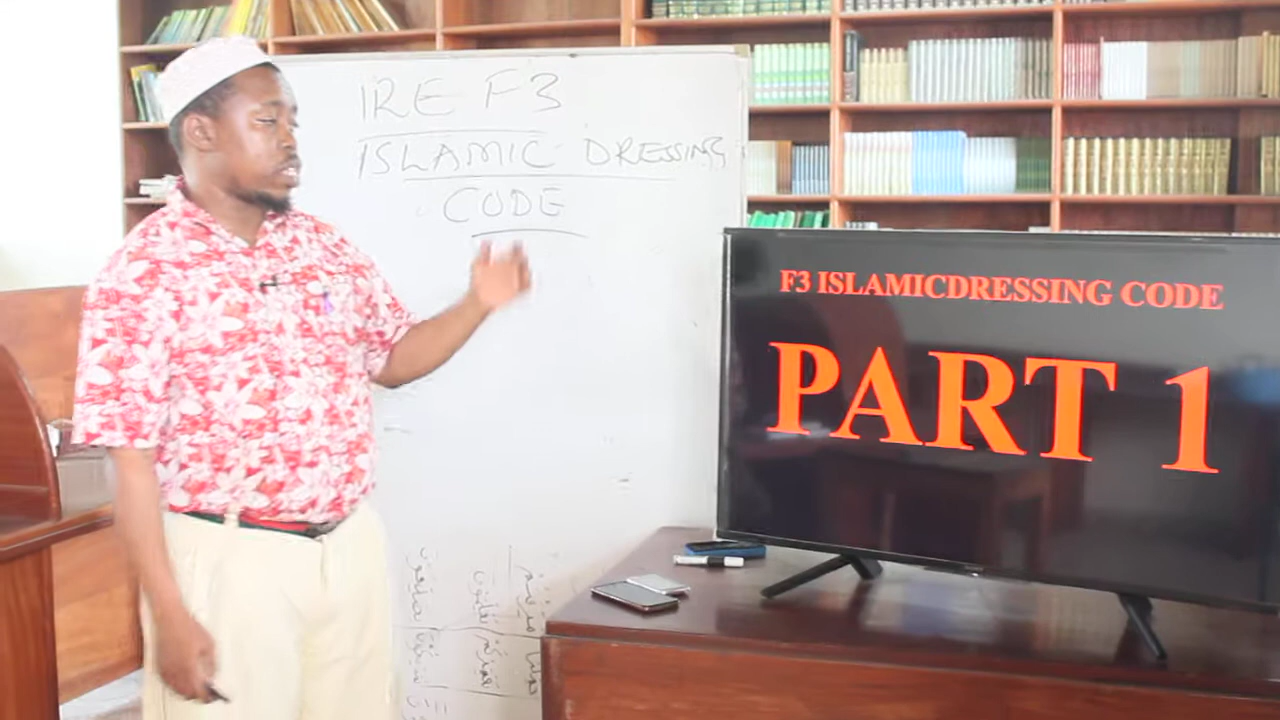 IRE F3
ISLAMIC DRESSING
CODE
F3 ISLAMICDRESSING CODE
PART 1